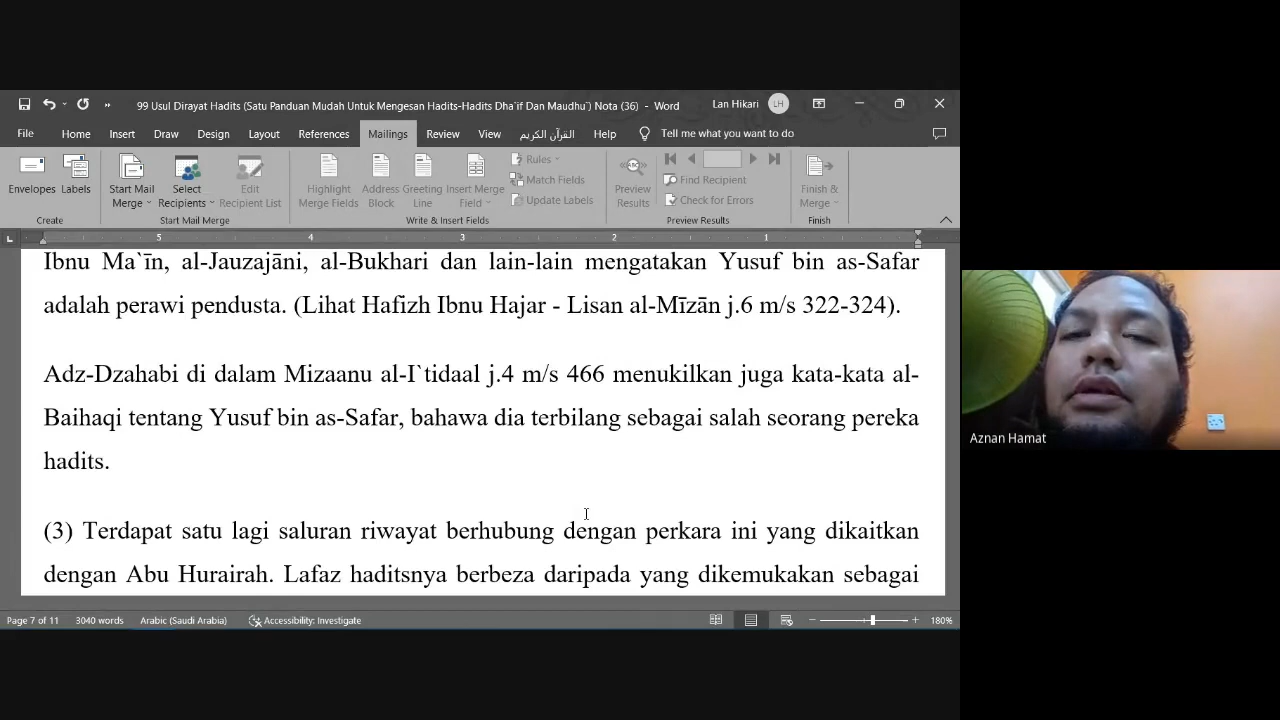 99 Usul Dirayat Hadits (Satu Panduan Mudah Untuk Mengesan Hadits-Hadits Dha`if Dan Maudhu`) Nota (36) - Word
Lan Hikari
LH
File Home Insert Draw Design Layout References Mailings Review View القرآن الكريم Help Tell me what you want to do
Envelopes Labels Start Mail Merge Select Recipients Edit Recipient List Highlight Merge Fields Address Block Greeting Line Insert Merge Field Rules Match Fields Update Labels ABC Preview Results Find Recipient Check for Errors Finish & Merge
Create Start Mail Merge Write & Insert Fields Preview Results Finish
L 5 4 3 2 1
Ibnu Ma`īn, al-Jauzajāni, al-Bukhari dan lain-lain mengatakan Yusuf bin as-Safar
adalah perawi pendusta. (Lihat Hafizh Ibnu Hajar - Lisan al-Mīzān j.6 m/s 322-324).
Adz-Dzahabi di dalam Mizaanu al-I`tidaal j.4 m/s 466 menukilkan juga kata-kata al-
Baihaqi tentang Yusuf bin as-Safar, bahawa dia terbilang sebagai salah seorang pereka
hadits.
(3) Terdapat satu lagi saluran riwayat berhubung dengan perkara ini yang dikaitkan
dengan Abu Hurairah. Lafaz haditsnya berbeza daripada yang dikemukakan sebagai
Page 7 of 11 3040 words Arabic (Saudi Arabia) Accessibility: Investigate 180%
Aznan Hamat